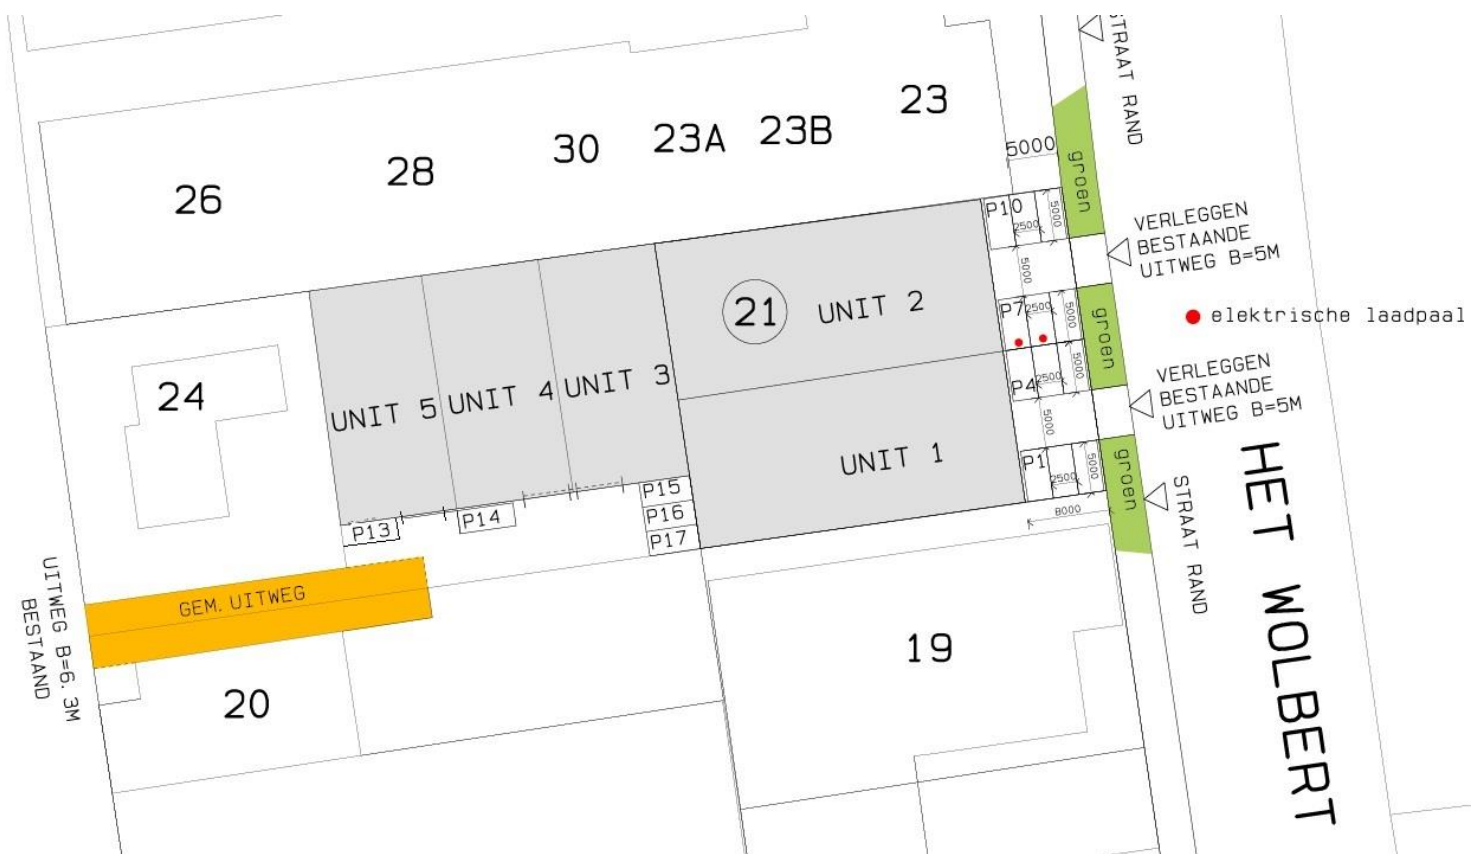 STRAAT RAND
23
23B
23A
30
28
26
5000
groen
P10
2500
5000
VERLEGGEN
BESTAANDE
UITWEG B=5M
5000
21
UNIT 2
P7
2500
5000
groen
elektrische laadpaal
24
UNIT 5
UNIT 4
UNIT 3
P4
2500
5000
VERLEGGEN
BESTAANDE
UITWEG B=5M
5000
UNIT 1
P1
2500
5000
groen
8000
STRAAT RAND
P15
P16
P17
P14
P13
GEM. UITWEG
UITWEG B=6.3M
BESTAAND
20
19
HET WOLBERT